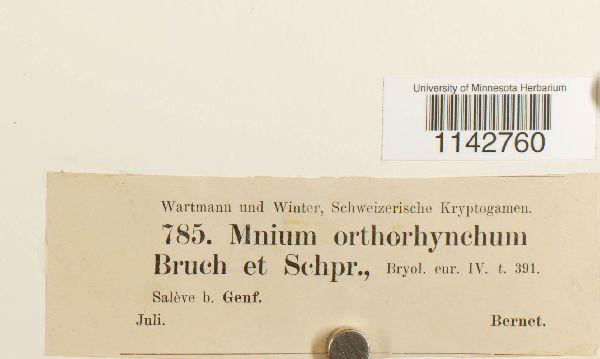 University of Minnesota Herbarium
1142760
Wartmann und Winter, Schweizerische Kryptogamen.
785. Mnium orthorhynchum
Bruch et Schpr., Bryol. eur. IV. t. 391.
Salève b. Genf.
Juli. Bernet.